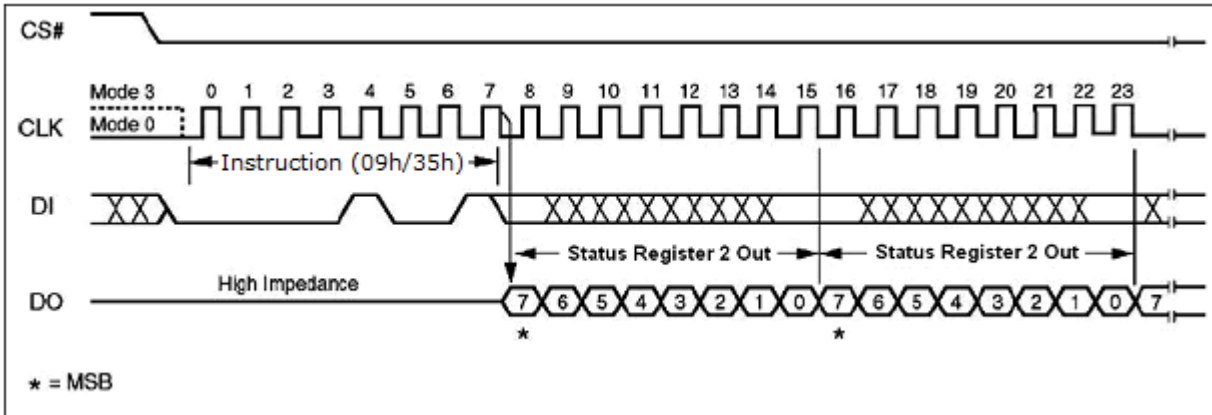 CS#
Mode 3 0 1 2 3 4 5 6 7 8 9 10 11 12 13 14 15 16 17 18 19 20 21 22 23
CLK Mode 0
Instruction (09h/35h)
DI
Status Register 2 Out Status Register 2 Out
High Impedance
DO 7 6 5 4 3 2 1 0 7 6 5 4 3 2 1 0 7
* *
* = MSB